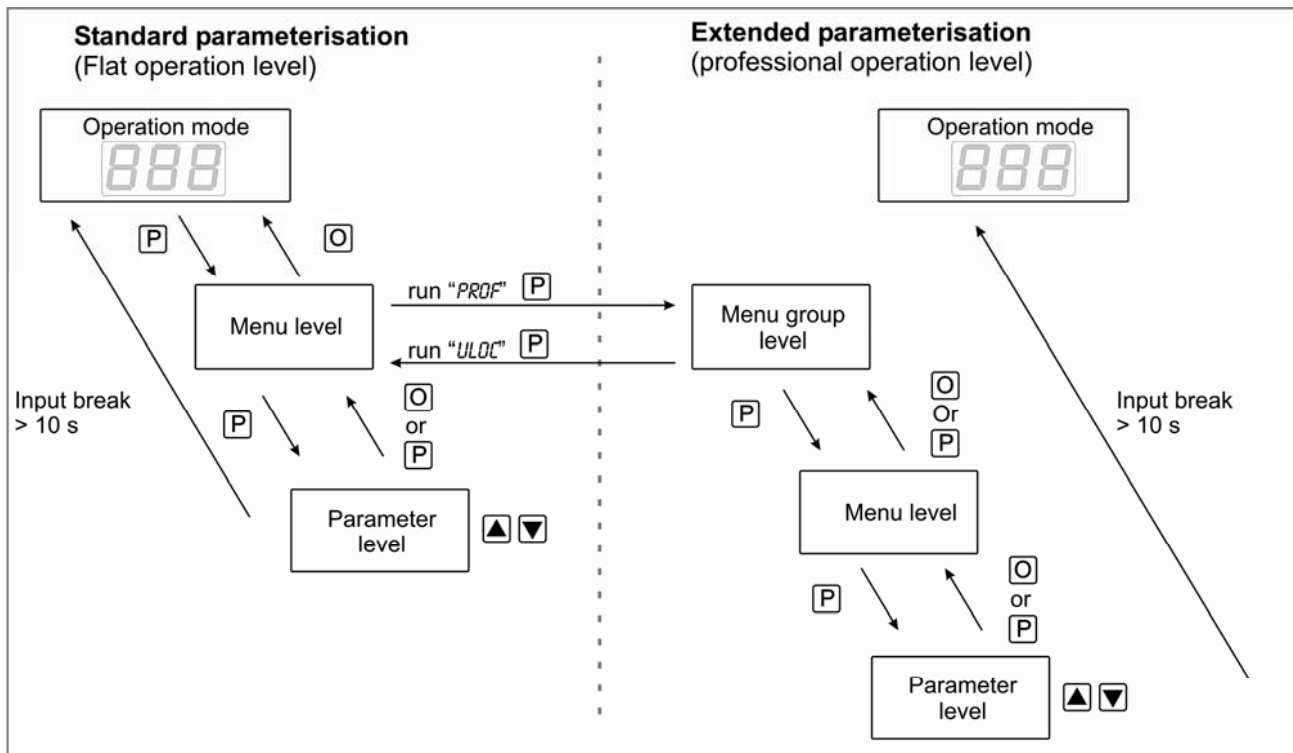 Standard parameterisation
(Flat operation level)
Operation mode
888
P
O
Menu level
run “PROF” P
run “ULOC” P
Input break
> 10 s
P
O
or
P
Parameter
level
▲ ▼
Extended parameterisation
(professional operation level)
Operation mode
888
Menu group
level
P
O
Or
P
Input break
> 10 s
Menu level
P
O
or
P
Parameter
level
▲ ▼